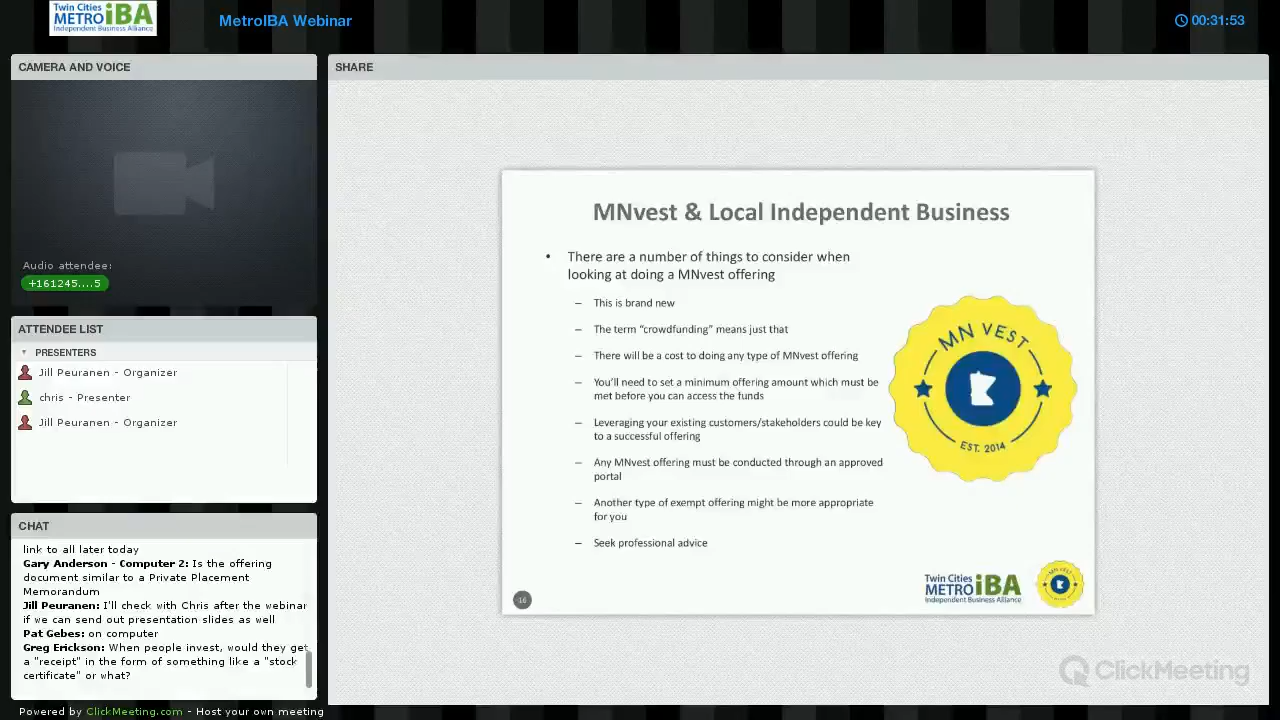 Twin Cities
METROIBA
Independent Business Alliance
MetroIBA Webinar
00:31:53
CAMERA AND VOICE
Audio attendee:
+161245....5
ATTENDEE LIST
PRESENTERS
Jill Peuranen - Organizer
chris - Presenter
Jill Peuranen - Organizer
CHAT
link to all later today
Gary Anderson - Computer 2: Is the offering
document similar to a Private Placement
Memorandum
Jill Peuranen: I'll check with Chris after the webinar
if we can send out presentation slides as well
Pat Gebes: on computer
Greg Erickson: When people invest, would they get
a "receipt" in the form of something like a "stock
certificate" or what?
Powered by ClickMeeting.com - Host your own meeting
SHARE
MNvest & Local Independent Business
• There are a number of things to consider when
looking at doing a MNvest offering
– This is brand new
– The term “crowdfunding” means just that
– There will be a cost to doing any type of MNvest offering
– You’ll need to set a minimum offering amount which must be
met before you can access the funds
– Leveraging your existing customers/stakeholders could be key
to a successful offering
– Any MNvest offering must be conducted through an approved
portal
– Another type of exempt offering might be more appropriate
for you
– Seek professional advice
MN VEST
EST. 2014
16
Twin Cities
METROIBA
Independent Business Alliance
MN VEST
ClickMeeting